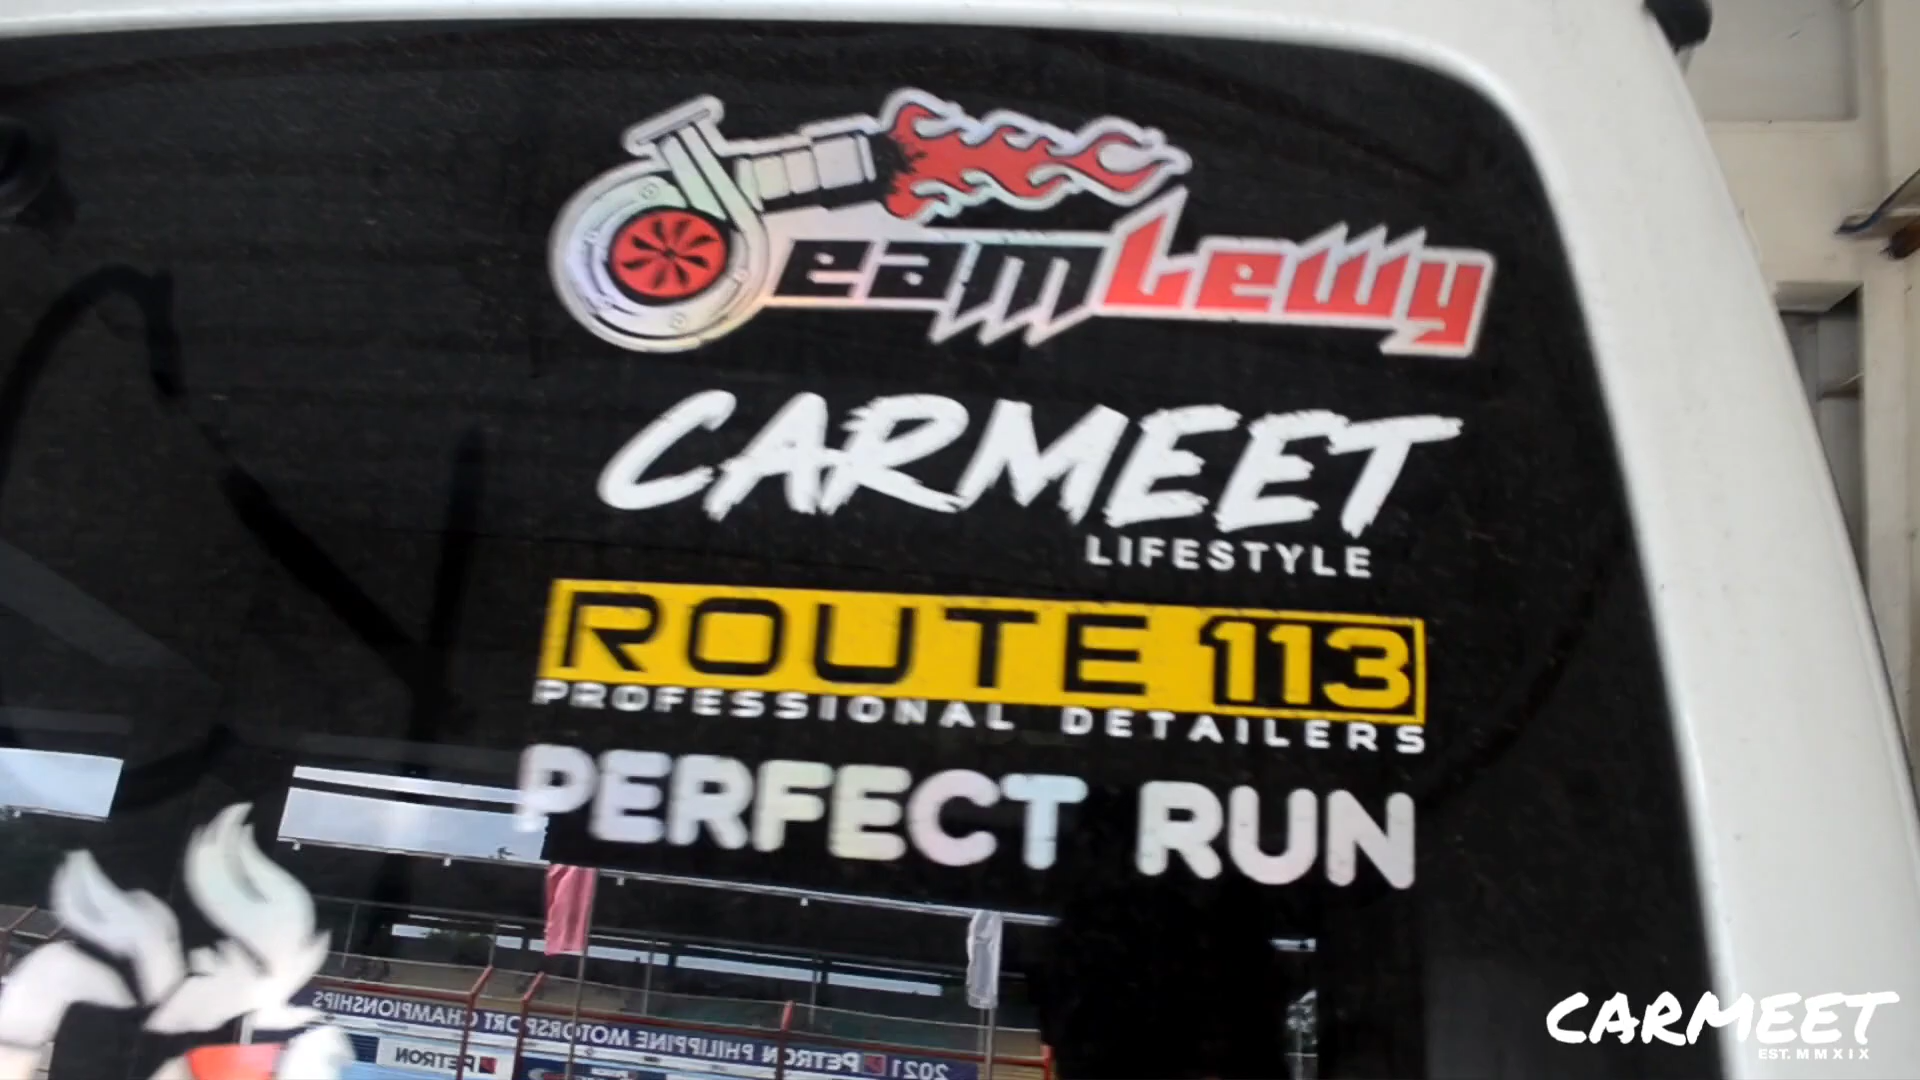 TeamLewy
CARMEET
LIFESTYLE
ROUTE 113
PROFESSIONAL DETAILERS
PERFECT RUN
2021 PETRON PHILIPPINE MOTORSPORT CHAMPIONSHIPS
PETRON
CARMEET
EST. MMXIX